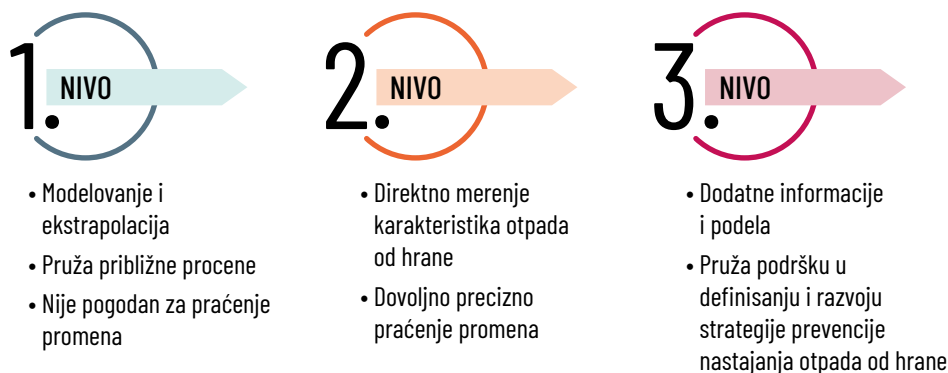 1. NIVO
• Modelovanje i
ekstrapolacija
• Pruža približne procene
• Nije pogodan za praćenje
promena
2. NIVO
• Direktno merenje
karakteristika otpada
od hrane
• Dovoljno precizno
praćenje promena
3. NIVO
• Dodatne informacije
i podela
• Pruža podršku u
definisanju i razvoju
strategije prevencije
nastajanja otpada od hrane